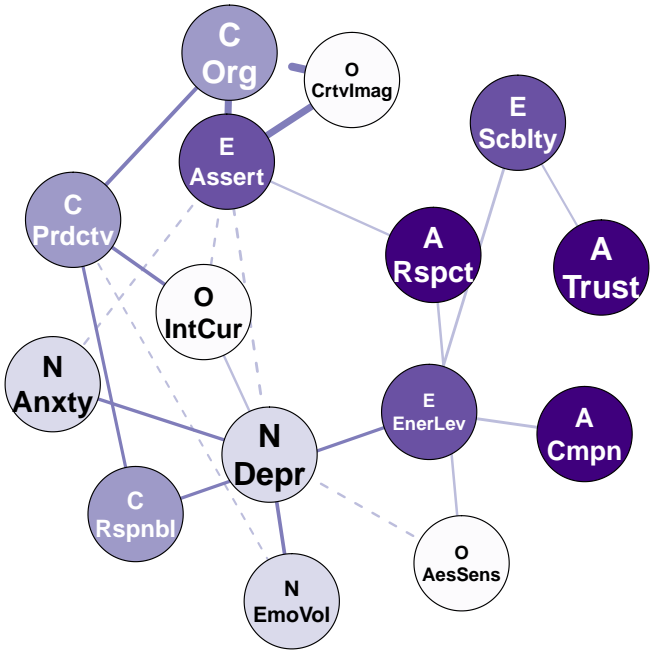 C
Org
O
CrtvImag
E
Scblty
E
Assert
C
Prdctv
A
Rspct
A
Trust
O
IntCur
N
Anxty
E
EnerLev
A
Cmpn
N
Depr
C
Rspnbl
O
AesSens
N
EmoVol